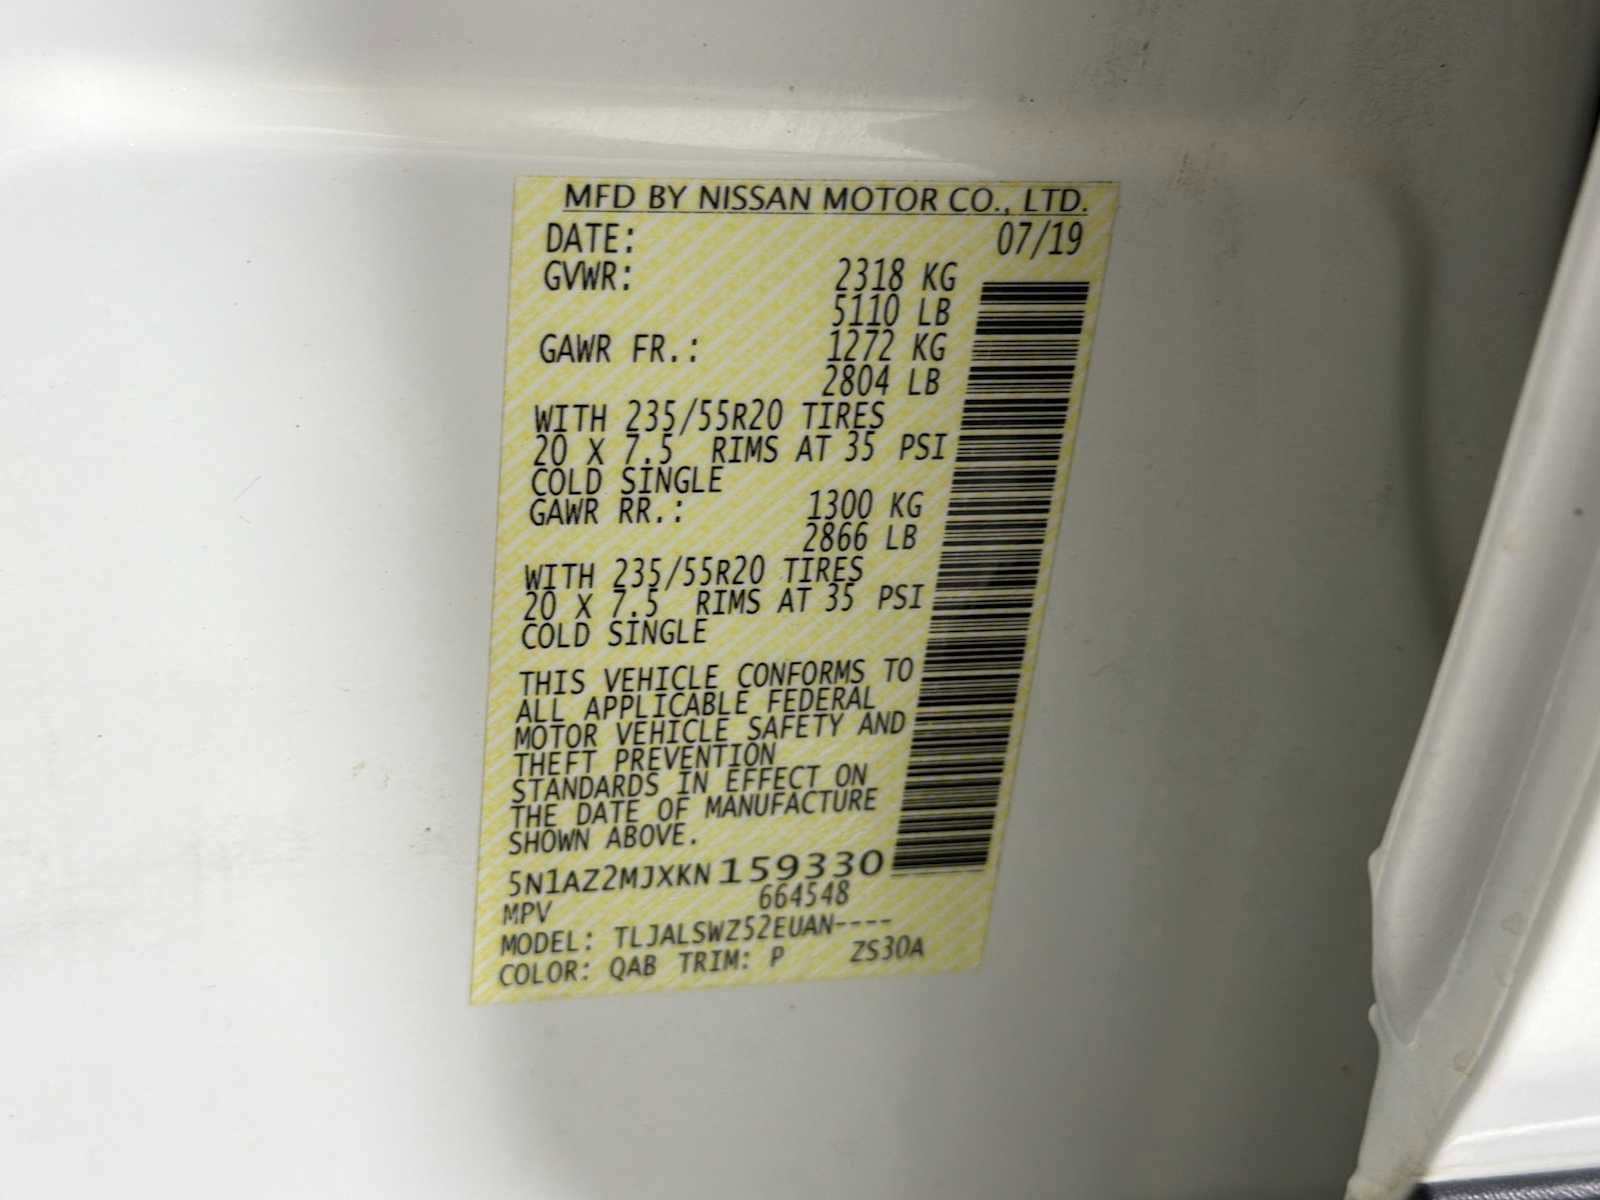 MFD BY NISSAN MOTOR CO., LTD.
DATE: 07/19
GVWR: 2318 KG
5110 LB
GAWR FR.: 1272 KG
2804 LB
WITH 235/55R20 TIRES
20 X 7.5 RIMS AT 35 PSI
COLD SINGLE
GAWR RR.: 1300 KG
2866 LB
WITH 235/55R20 TIRES
20 X 7.5 RIMS AT 35 PSI
COLD SINGLE
THIS VEHICLE CONFORMS TO
ALL APPLICABLE FEDERAL
MOTOR VEHICLE SAFETY AND
THEFT PREVENTION
STANDARDS IN EFFECT ON
THE DATE OF MANUFACTURE
SHOWN ABOVE.
5N1AZ2MJXKN159330
MPV 664548
MODEL: TLJALSWZ52EUAN----
COLOR: QAB TRIM: P ZS30A